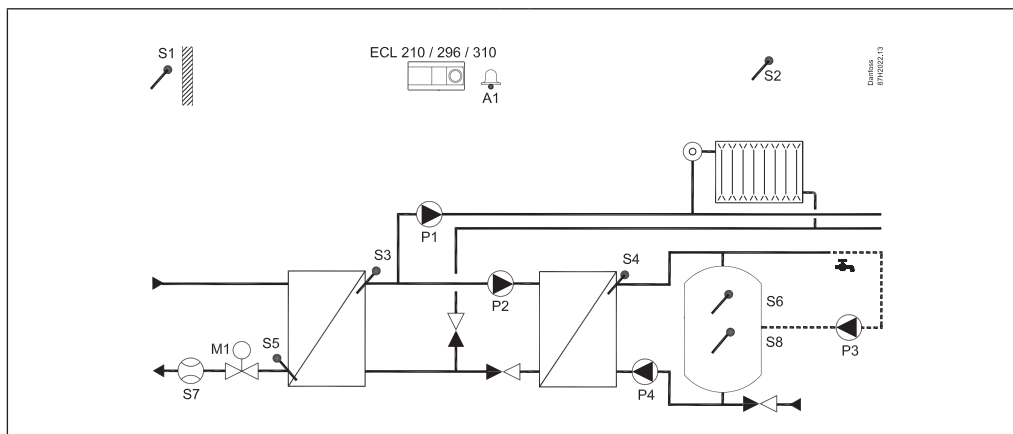 S1
ECL 210 / 296 / 310
A1
S2
Danfoss
87H2022.13
P1
S3
S4
P2
S6
S8
P3
M1
S5
S7
P4